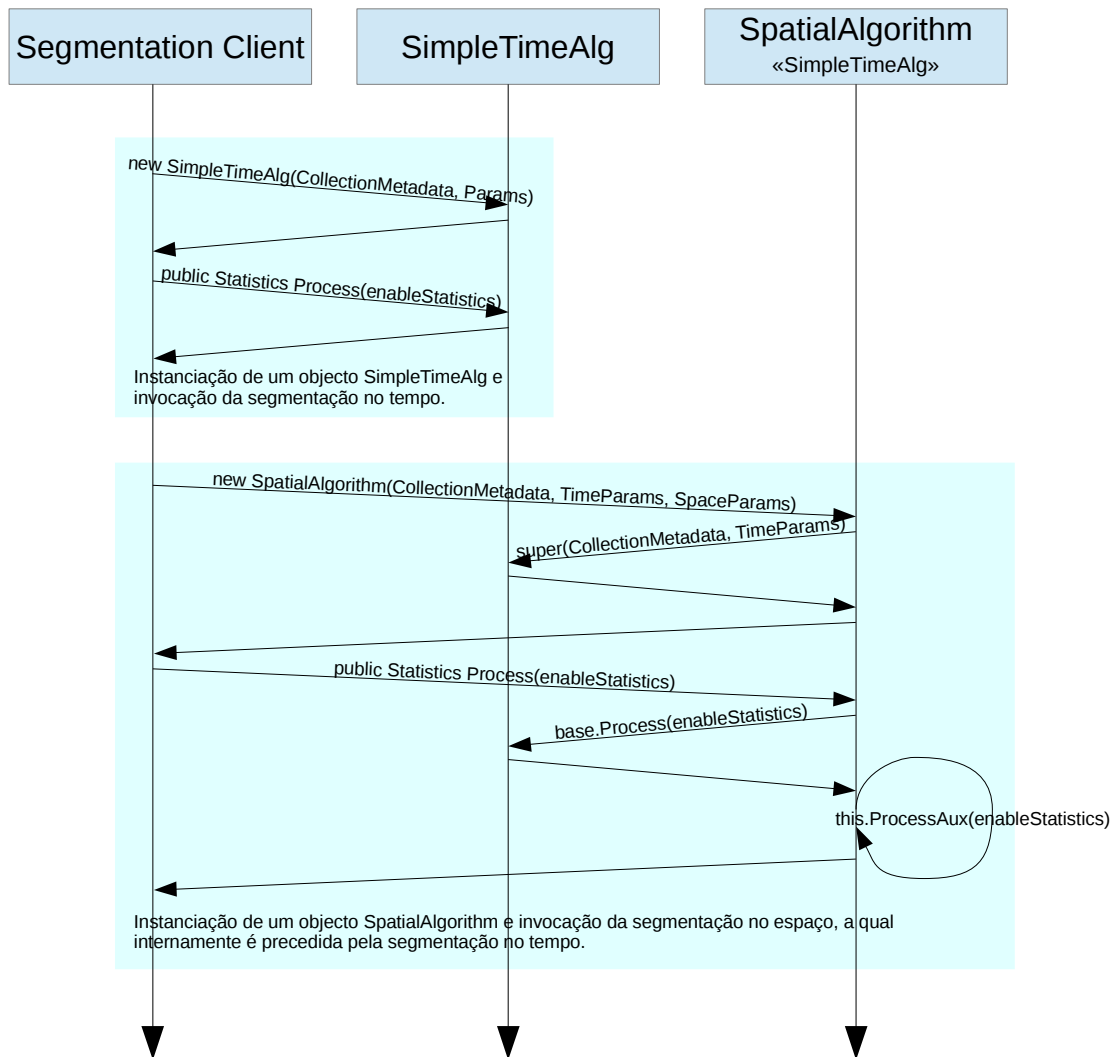 Segmentation Client
SimpleTimeAlg
SpatialAlgorithm
«SimpleTimeAlg»
new SimpleTimeAlg(CollectionMetadata, Params)
public Statistics Process(enableStatistics)
Instanciação de um objecto SimpleTimeAlg e
invocação da segmentação no tempo.
new SpatialAlgorithm(CollectionMetadata, TimeParams, SpaceParams)
super(CollectionMetadata, TimeParams)
public Statistics Process(enableStatistics)
base.Process(enableStatistics)
this.ProcessAux(enableStatistics)
Instanciação de um objecto SpatialAlgorithm e invocação da segmentação no espaço, a qual
internamente é precedida pela segmentação no tempo.